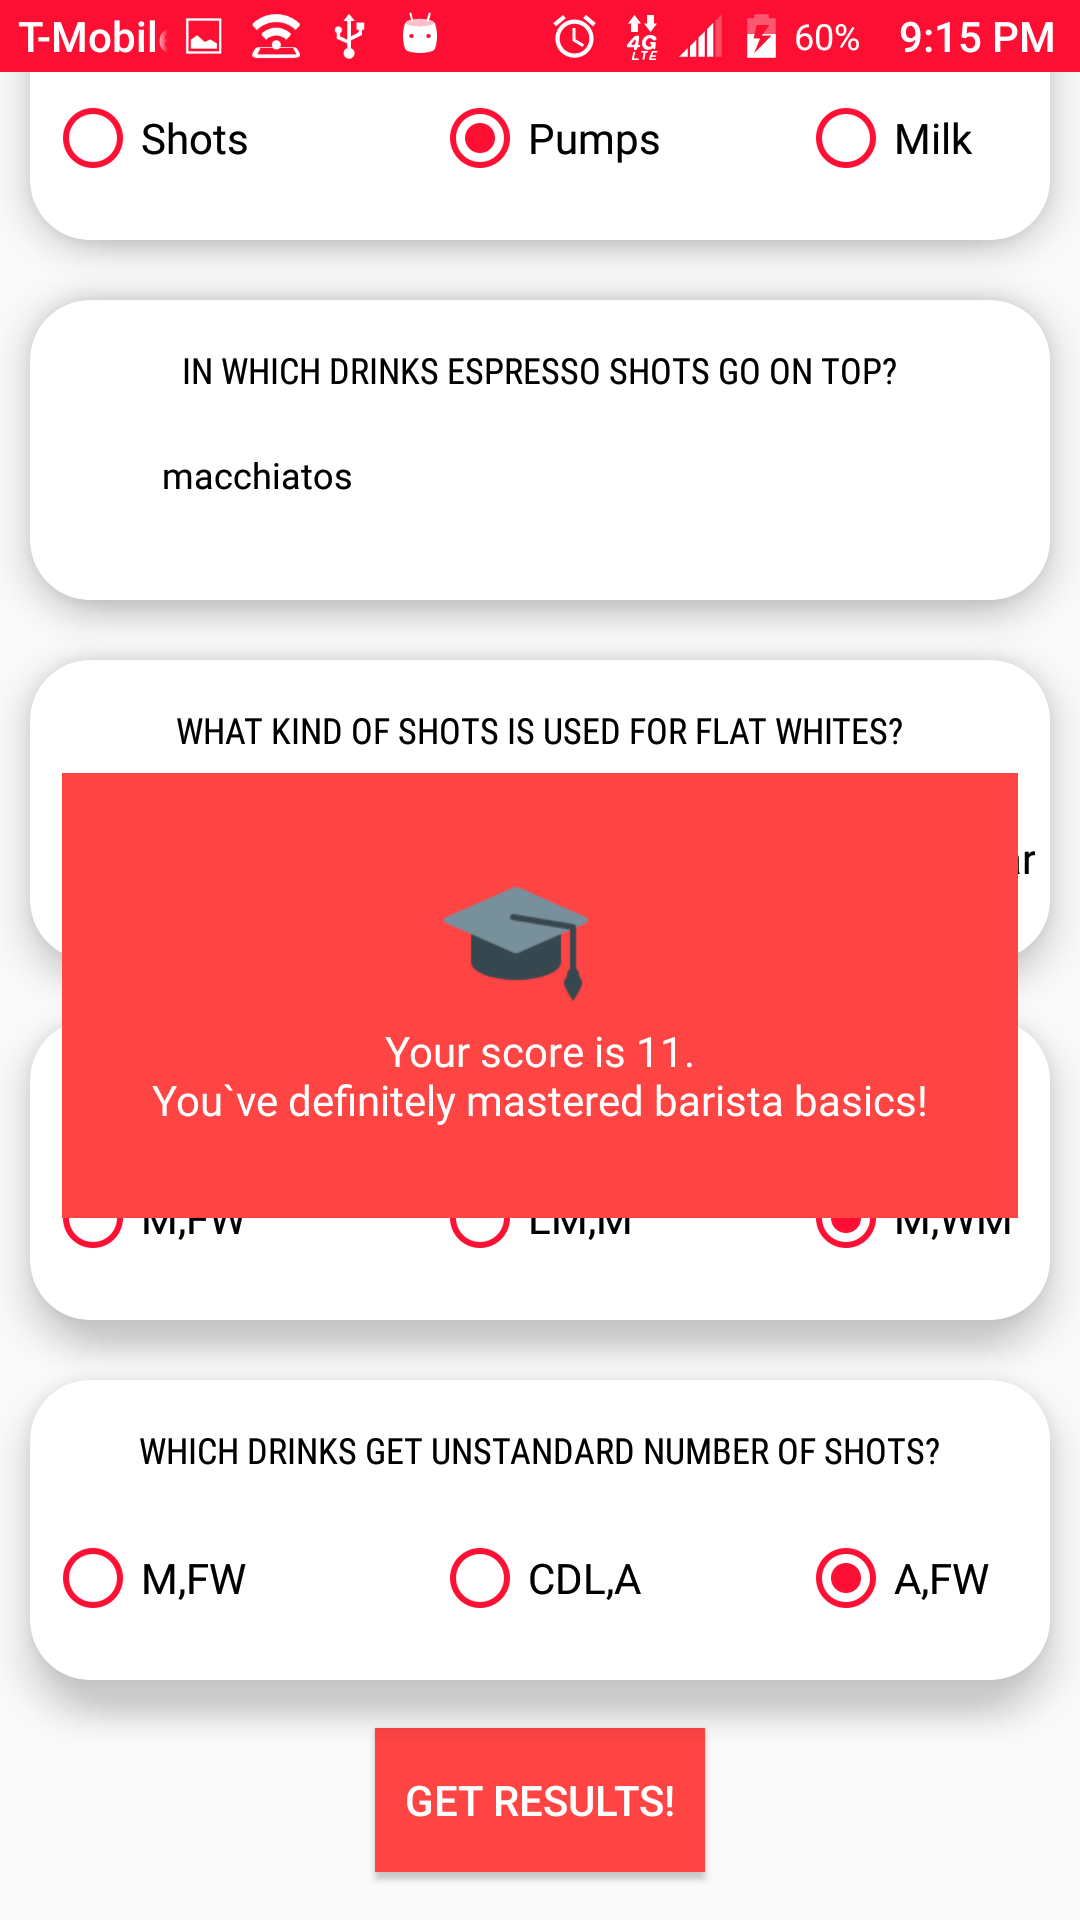 T-Mobile 4G LTE 60% 9:15 PM
Shots Pumps Milk
IN WHICH DRINKS ESPRESSO SHOTS GO ON TOP?
macchiatos
WHAT KIND OF SHOTS IS USED FOR FLAT WHITES?
Your score is 11.
You`ve definitely mastered barista basics!
M,FW LM,M M,WM
WHICH DRINKS GET UNSTANDARD NUMBER OF SHOTS?
M,FW CDL,A A,FW
GET RESULTS!